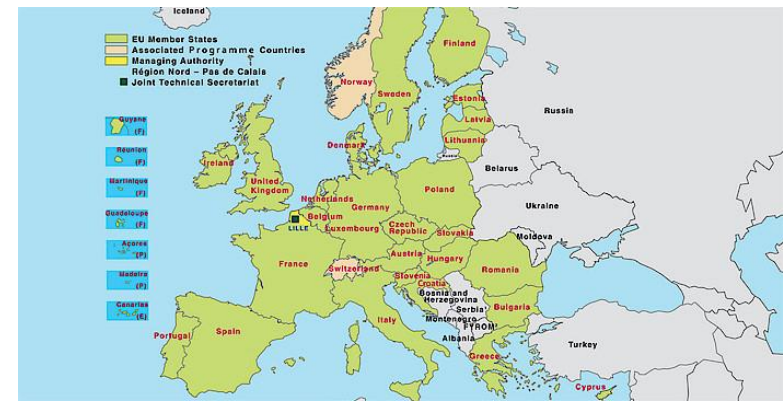 Iceland
EU Member States
Associated Programme Countries
Managing Authority
Région Nord – Pas de Calais
Joint Technical Secretariat
Finland
Norway
Sweden
Estonia
Russia
Latvia
Lithuania
Russia
Denmark
Guyane
(F)
Réunion
(F)
Martinique
(F)
Guadeloupe
(F)
Açores
(P)
Madeira
(P)
Canaries
(E)
Ireland
United
Kingdom
Netherlands
Belgium
LILLE
Luxembourg
Germany
Poland
Belarus
Ukraine
Czech
Republic
Slovakia
Moldova
Austria
Hungary
France
Switzerland
Slovenia
Croatia
Romania
Bosnia and
Herzegovina
Serbia
Montenegro
FYROM
Bulgaria
Albania
Italy
Portugal
Spain
Greece
Turkey
Cyprus